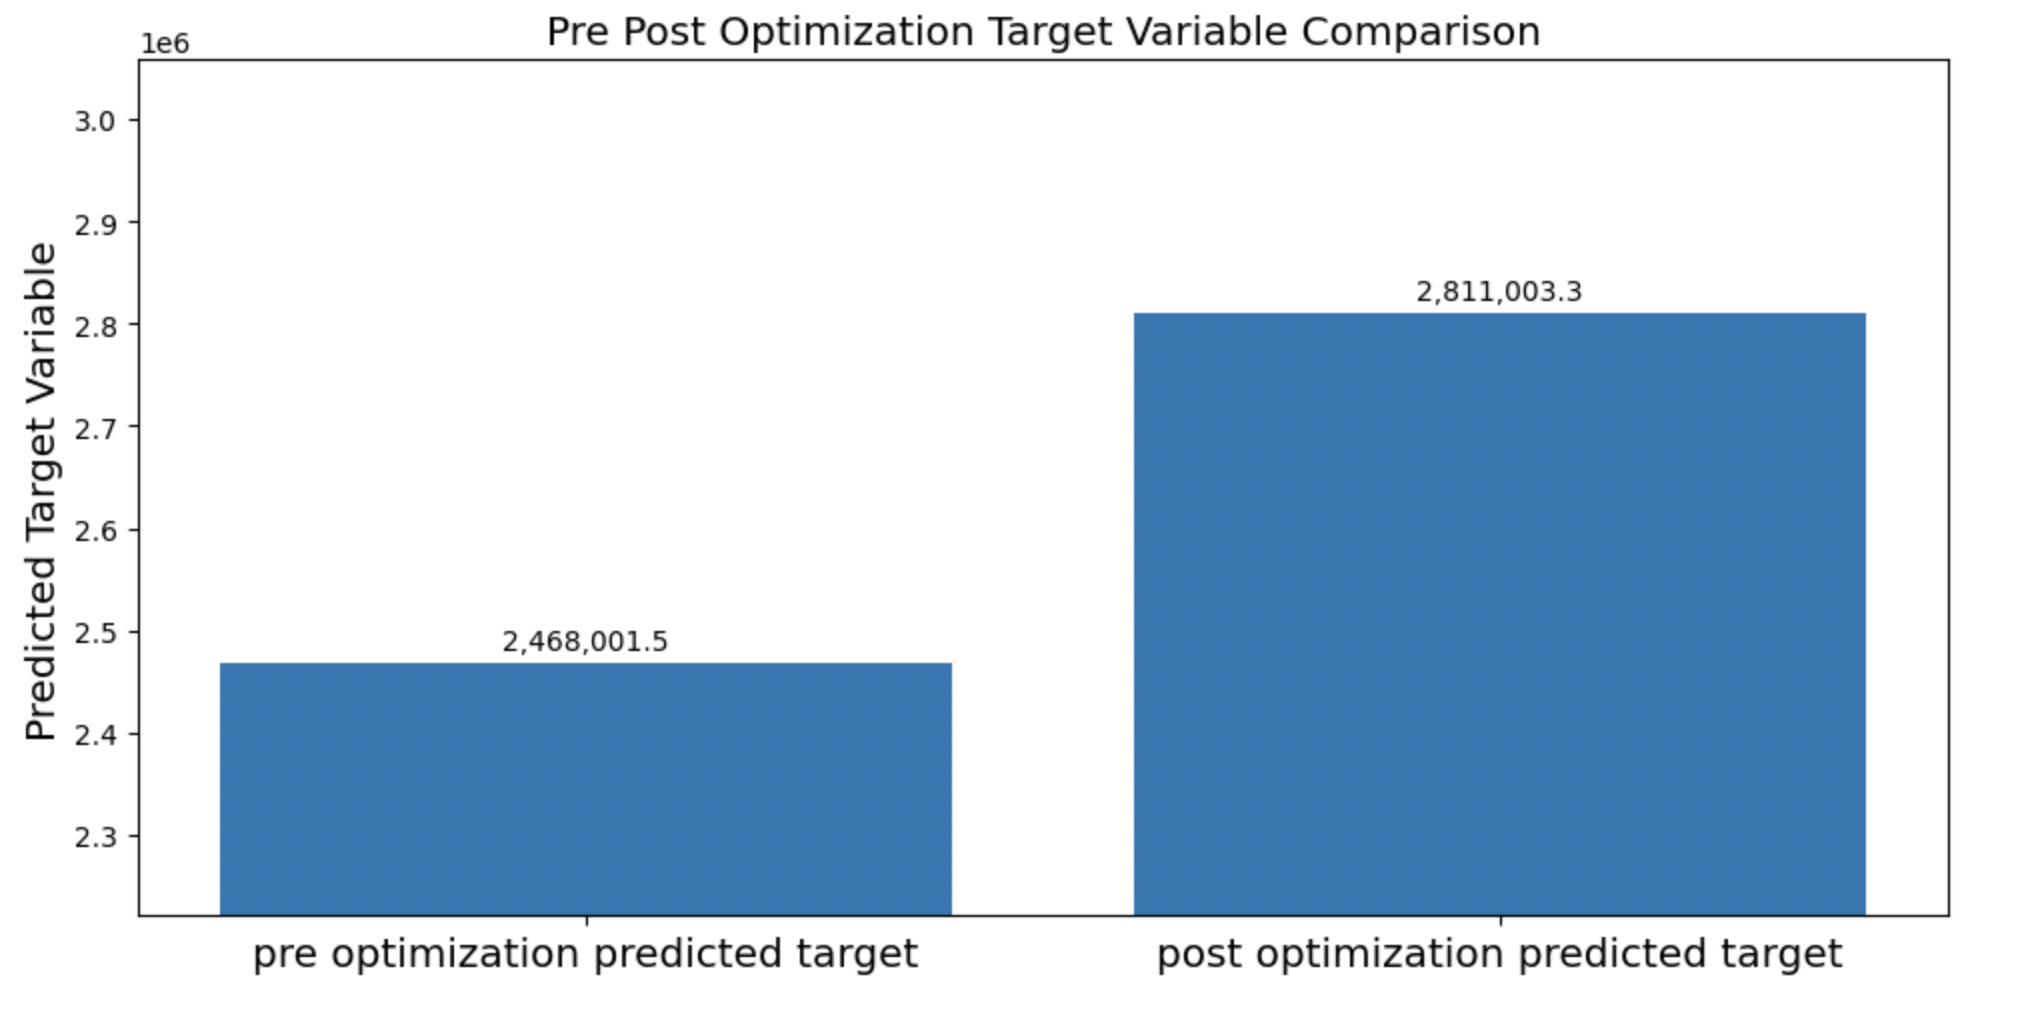 Pre Post Optimization Target Variable Comparison
1e6
3.0
2.9
2.8
2.7
2.6
2.5
2.4
2.3
Predicted Target Variable
2,468,001.5
2,811,003.3
pre optimization predicted target
post optimization predicted target